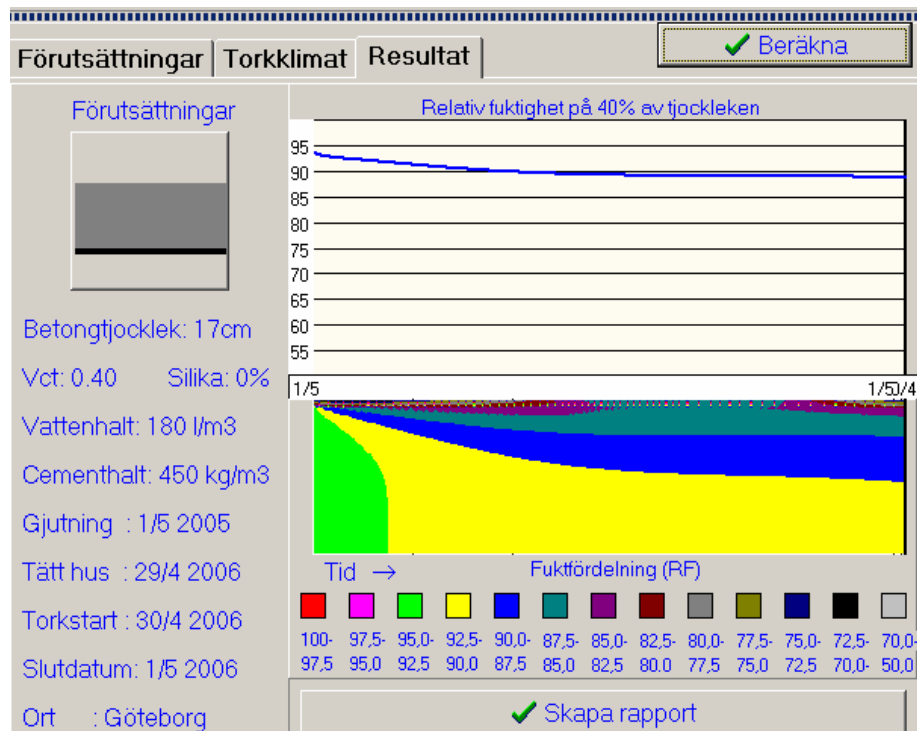 Förutsättningar Torkklimat Resultat Beräkna
Förutsättningar
Betongtjocklek: 17cm
Vct: 0.40 Silika: 0%
Vattenhalt: 180 l/m3
Cementhalt: 450 kg/m3
Gjutning : 1/5 2005
Tätt hus : 29/4 2006
Torkstart : 30/4 2006
Slutdatum: 1/5 2006
Ort : Göteborg
Relativ fuktighet på 40% av tjockleken
95
90
85
80
75
70
65
60
55
1/5 1/50/4
Tid → Fuktfördelning (RF)
100- 97,5- 95,0- 92,5- 90,0- 87,5- 85,0- 82,5- 80,0- 77,5- 75,0- 72,5- 70,0-
97,5 95,0 92,5 90,0 87,5 85,0 82,5 80.0 77,5 75,0 72,5 70,0- 50,0
Skapa rapport